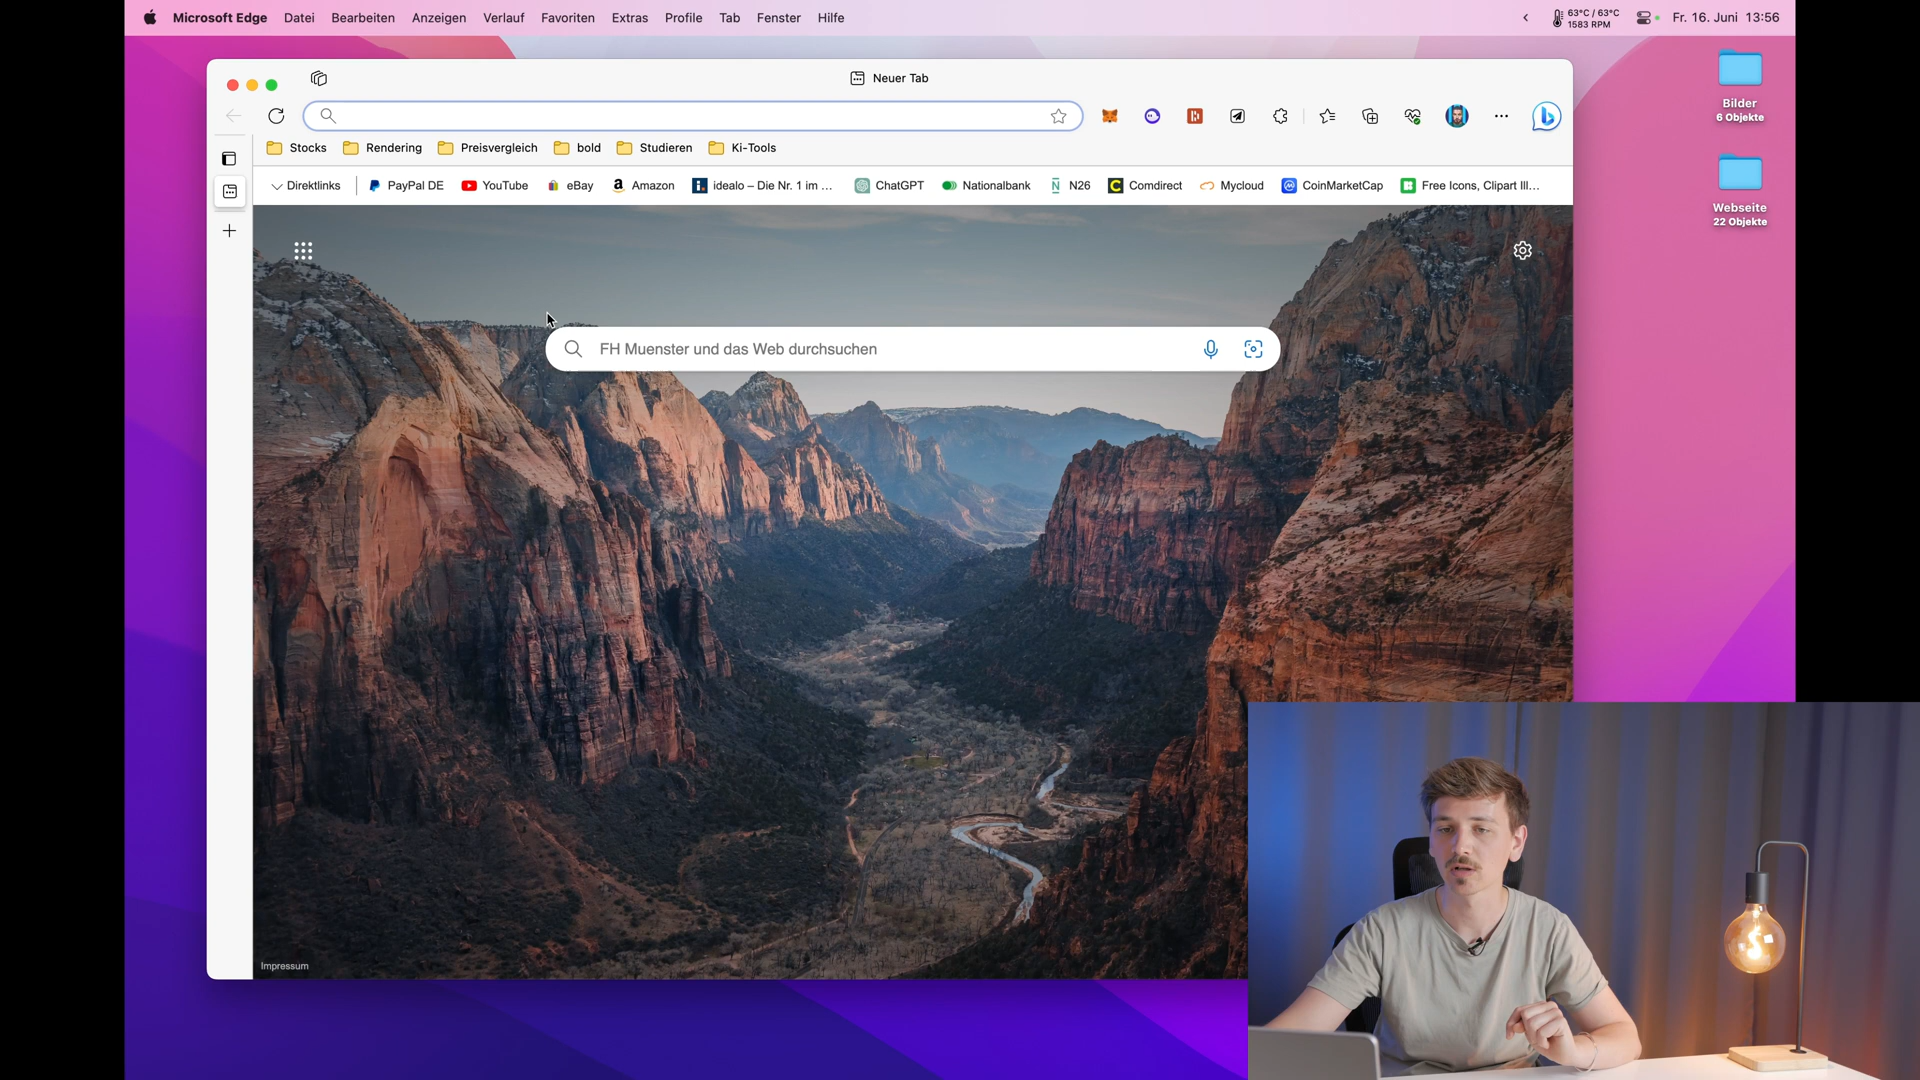 Microsoft Edge Datei Bearbeiten Anzeigen Verlauf Favoriten Extras Profile Tab Fenster Hilfe
63°C / 63°C
1583 RPM
Fr. 16. Juni 13:56
Neuer Tab
Stocks Rendering Preisvergleich bold Studieren Ki-Tools
Direktlinks PayPal DE YouTube eBay Amazon idealo – Die Nr. 1 im ... ChatGPT Nationalbank N26 Comdirect Mycloud CoinMarketCap Free Icons, Clipart Ill...
FH Muenster und das Web durchsuchen
Impressum
Bilder
6 Objekte
Webseite
22 Objekte